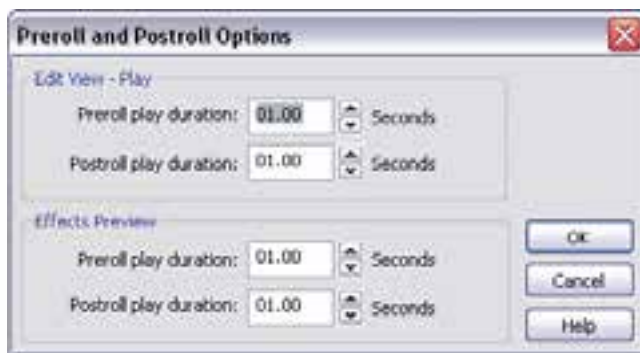 Preroll and Postroll Options
Edit View - Play
Preroll play duration: 01.00 Seconds
Postroll play duration: 01.00 Seconds
Effects Preview
Preroll play duration: 01.00 Seconds
Postroll play duration: 01.00 Seconds
OK
Cancel
Help